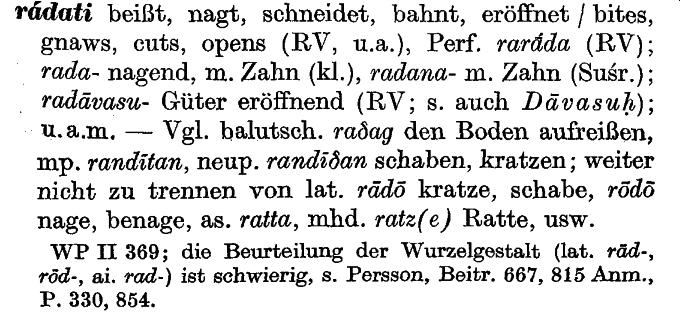 rádati beißt, nagt, schneidet, bahnt, eröffnet / bites,
gnaws, cuts, opens (RV, u.a.), Perf. rarā́da (RV);
rada- nagend, m. Zahn (kl.), radana- m. Zahn (Suśr.);
radāvasu- Güter eröffnend (RV; s. auch Dāvasuḥ);
u.a.m. — Vgl. balutsch. raδag den Boden aufreißen,
mp. randītan, neup. randīδan schaben, kratzen; weiter
nicht zu trennen von lat. rādō kratze, schabe, rōdō
nage, benage, as. ratta, mhd. ratz(e) Ratte, usw.
WP II 369; die Beurteilung der Wurzelgestalt (lat. rād-,
rōd-, ai. rad-) ist schwierig, s. Persson, Beitr. 667, 815 Anm.,
P. 330, 854.